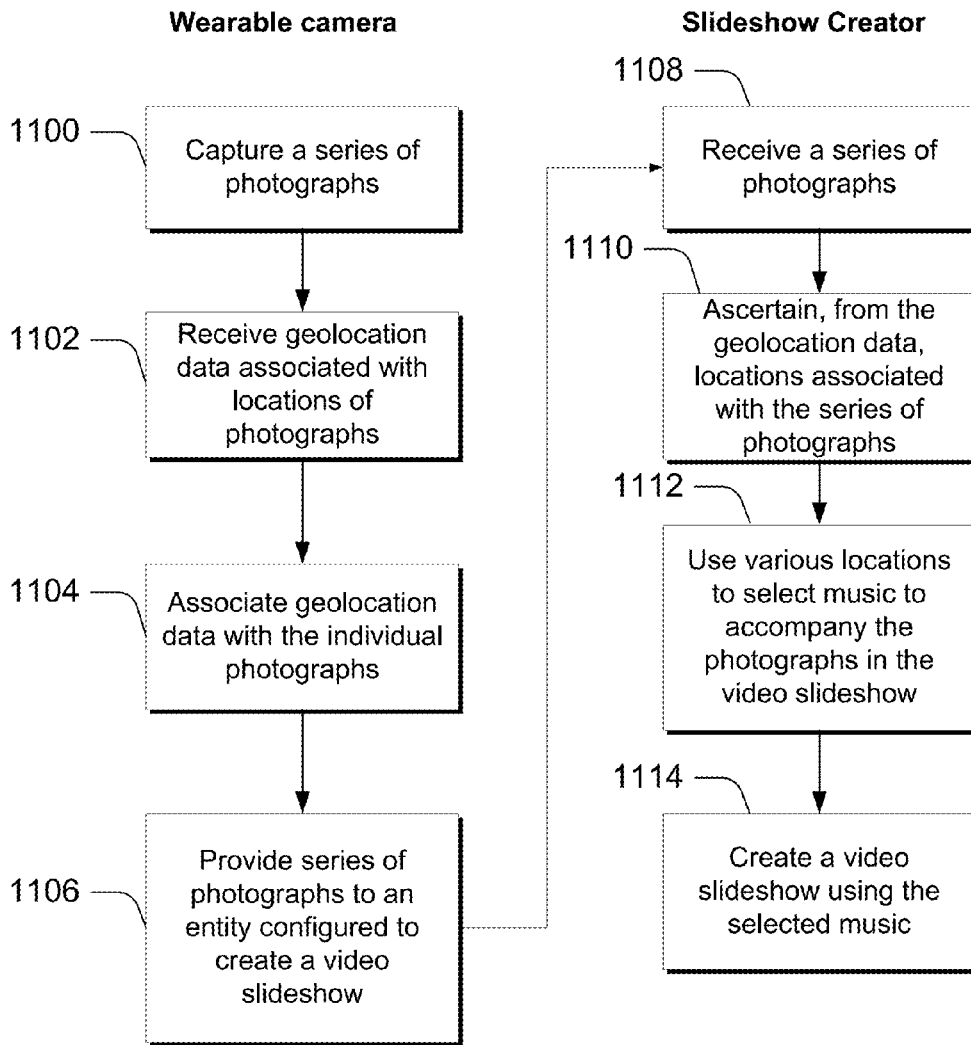 Wearable camera
1100
Capture a series of
photographs
1102
Receive geolocation
data associated with
locations of
photographs
1104
Associate geolocation
data with the individual
photographs
1106
Provide series of
photographs to an
entity configured to
create a video
slideshow
Slideshow Creator
1108
Receive a series of
photographs
1110
Ascertain, from the
geolocation data,
locations associated
with the series of
photographs
1112
Use various locations
to select music to
accompany the
photographs in the
video slideshow
1114
Create a video
slideshow using the
selected music